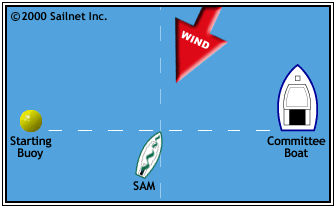 ©2000 Sailnet Inc.
WIND
Starting
Buoy
SAM
Committee
Boat